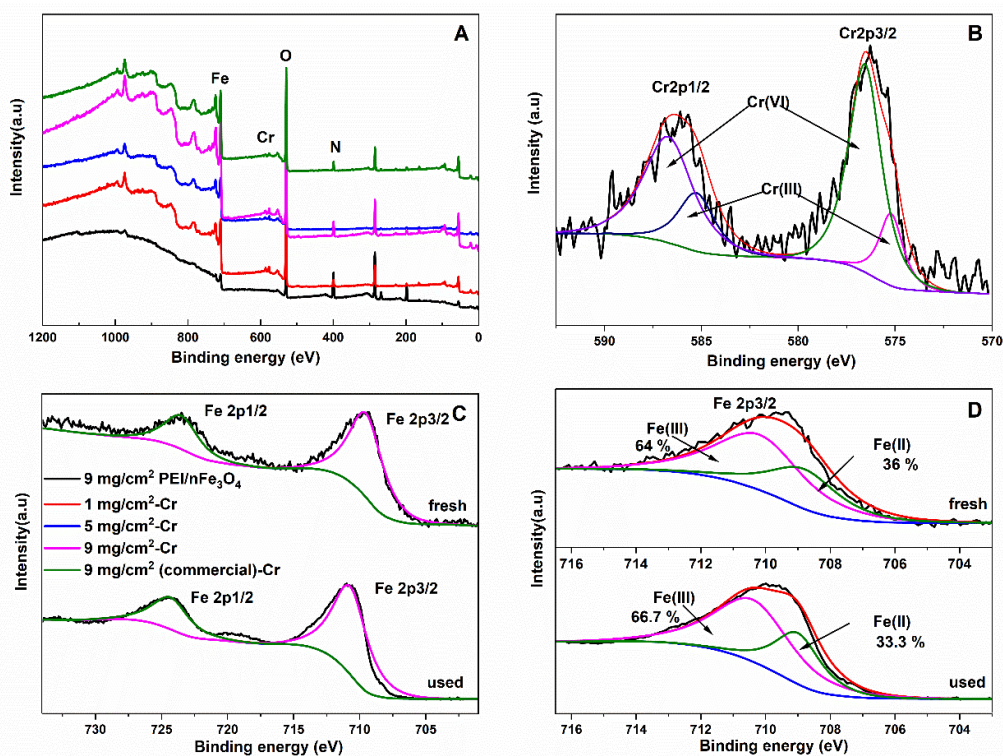 A
Fe
Cr
O
N
Intensity(a.u)
1200 1000 800 600 400 200 0
Binding energy (eV)
B
Cr2p3/2
Cr2p1/2
Cr(VI)
Cr(III)
Intensity(a.u)
590 585 580 575 570
Binding energy (eV)
C
Fe 2p1/2
Fe 2p3/2
9 mg/cm² PEI/nFe₃O₄
fresh
1 mg/cm²-Cr
5 mg/cm²-Cr
9 mg/cm²-Cr
9 mg/cm² (commercial)-Cr
Fe 2p1/2
Fe 2p3/2
used
Intensity(a.u)
730 725 720 715 710 705
Binding energy (eV)
D
Fe 2p3/2
Fe(III)
64 %
Fe(II)
36 %
fresh
716 714 712 710 708 706 704
Fe(III)
66.7 %
Fe(II)
33.3 %
used
Intensity(a.u)
716 714 712 710 708 706 704
Binding energy (eV)